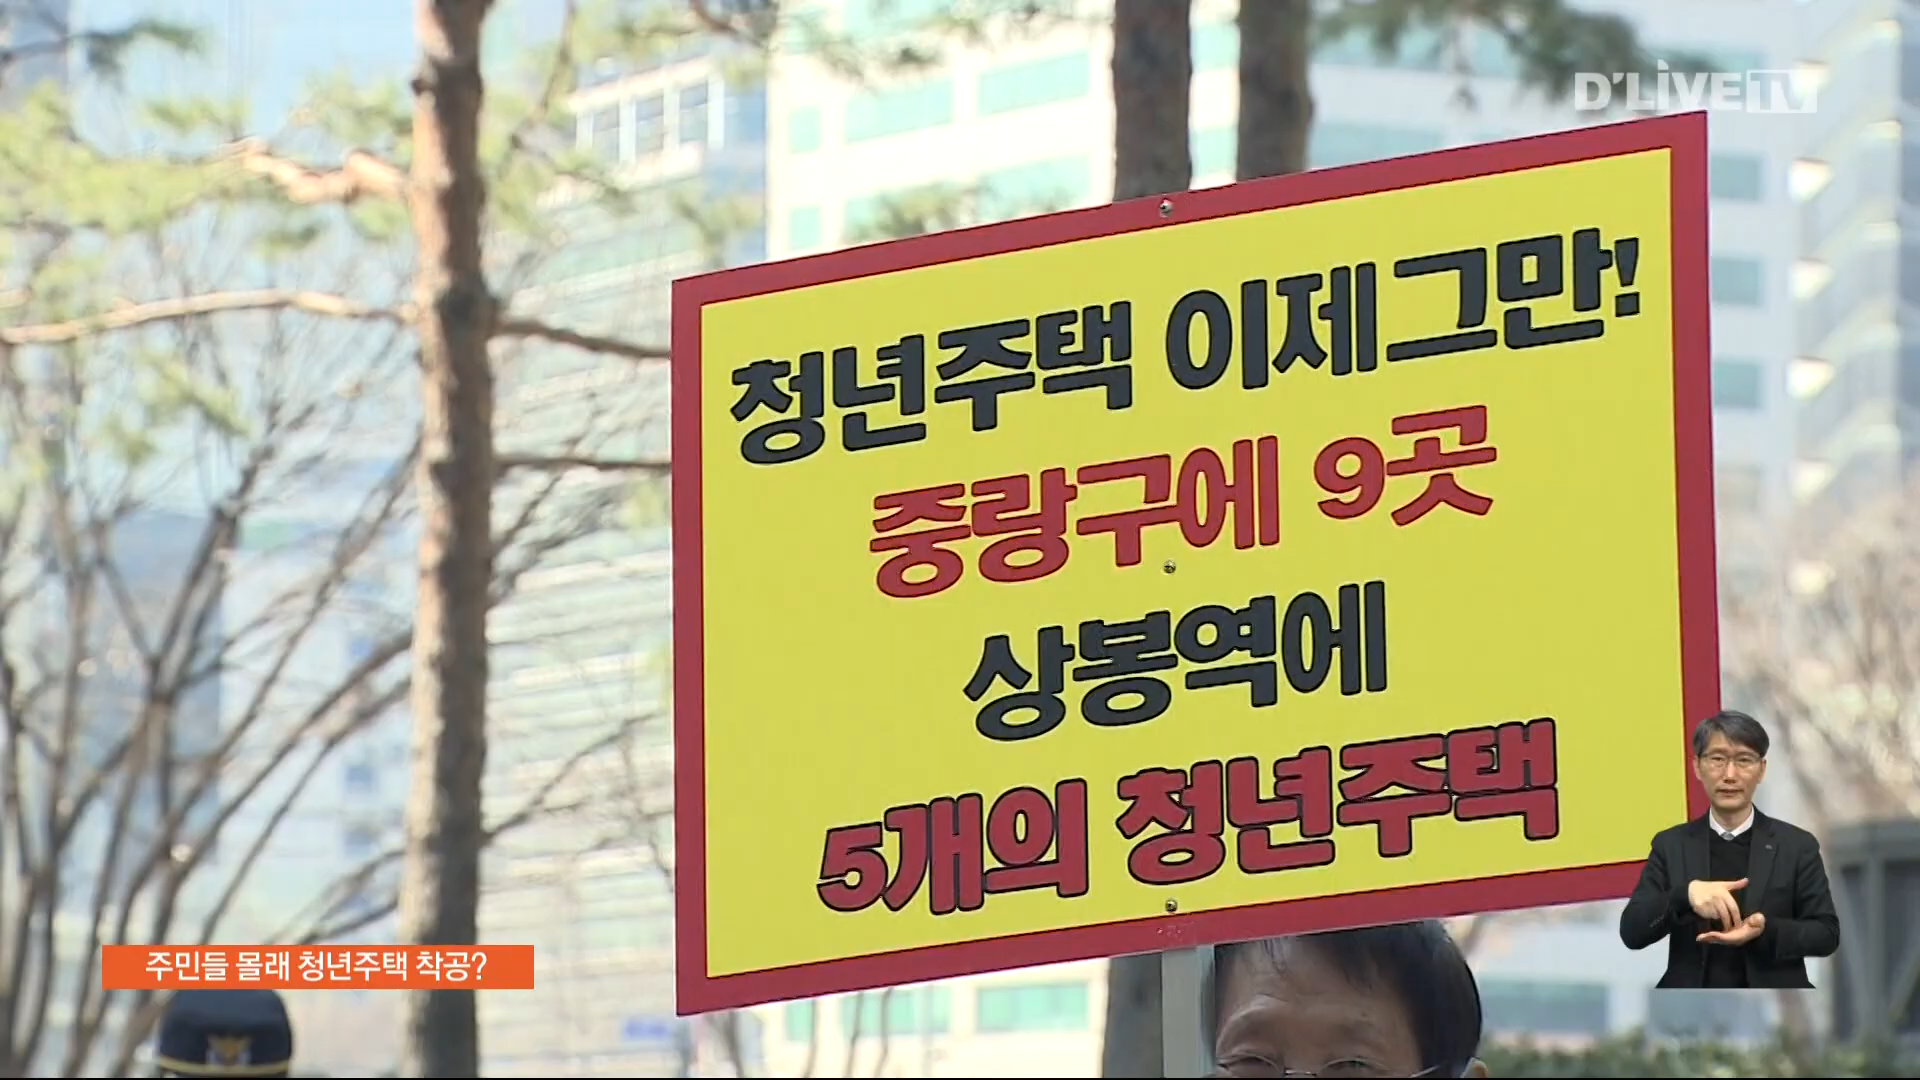 D'LIVE TV
청년주택 이제그만!
중랑구에 9곳
상봉역에
5개의 청년주택
주민들 몰래 청년주택 착공?